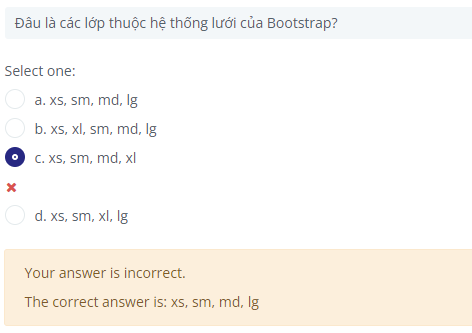 Đâu là các lớp thuộc hệ thống lưới của Bootstrap?
Select one:
a. xs, sm, md, lg
b. xs, xl, sm, md, lg
c. xs, sm, md, xl
d. xs, sm, xl, lg
Your answer is incorrect.
The correct answer is: xs, sm, md, lg